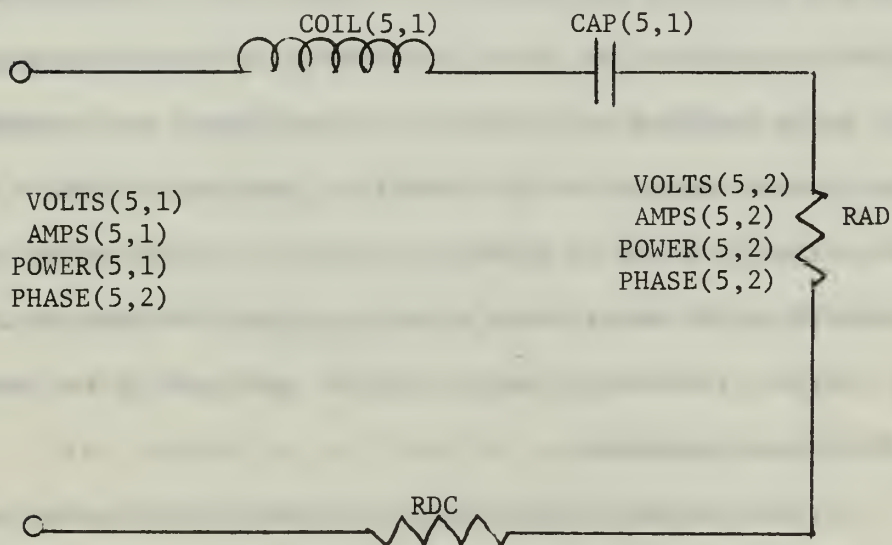 COIL(5,1)
CAP(5,1)
VOLTS(5,1)
AMPS(5,1)
POWER(5,1)
PHASE(5,2)
VOLTS(5,2)
AMPS(5,2)
POWER(5,2)
PHASE(5,2)
RAD
RDC